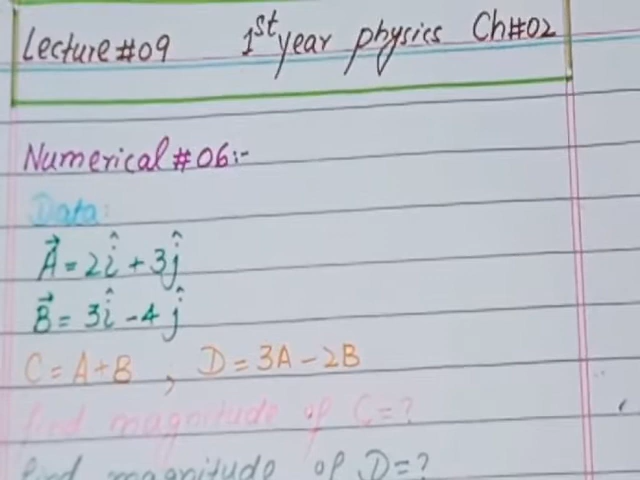 Lecture#09 1st year physics Ch#02
Numerical # 06:-
Data:
A⃗ = 2î + 3ĵ
B⃗ = 3î - 4ĵ
C = A + B , D = 3A - 2B
find magnitude of C = ?
find magnitude of D = ?